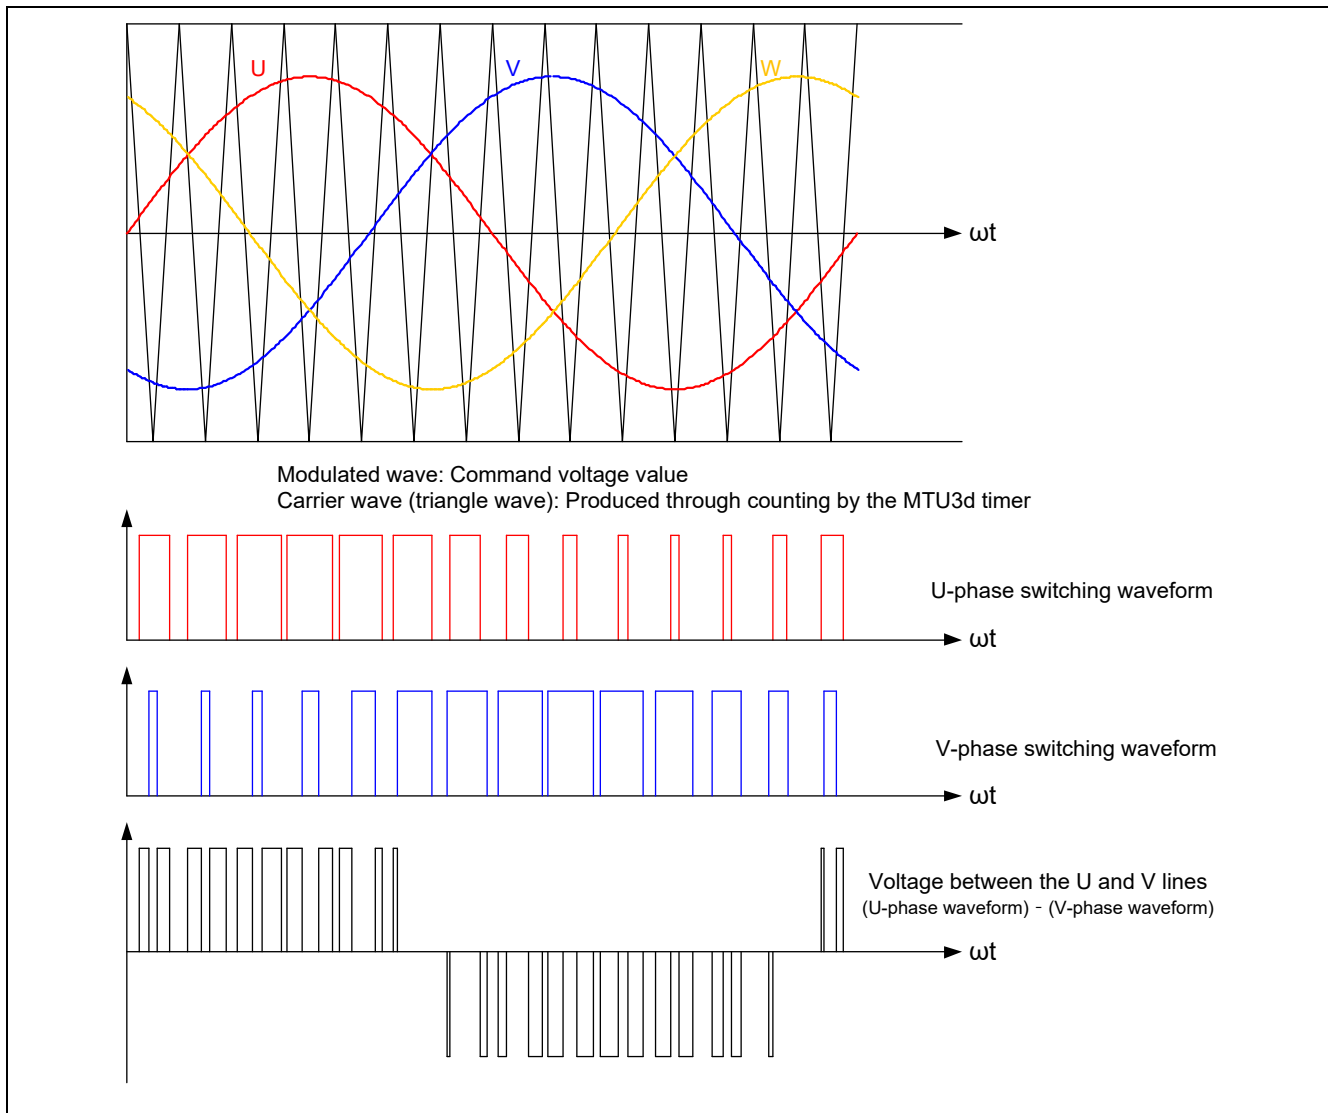 U
V
W
ωt
Modulated wave: Command voltage value
Carrier wave (triangle wave): Produced through counting by the MTU3d timer
U-phase switching waveform
ωt
V-phase switching waveform
ωt
Voltage between the U and V lines
(U-phase waveform) - (V-phase waveform)
ωt